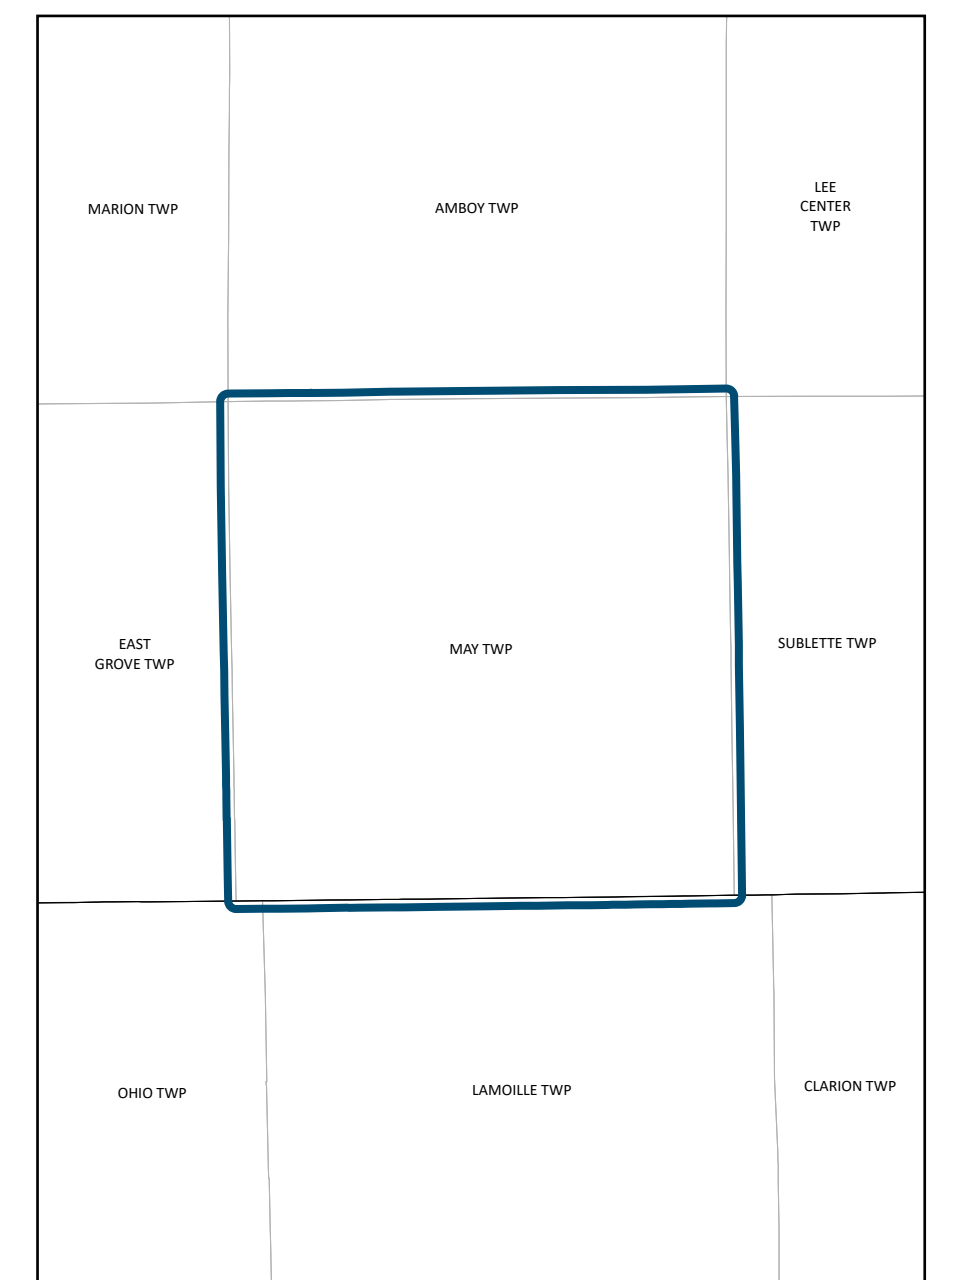 MARION TWP
AMBOY TWP
LEE
CENTER
TWP
EAST
GROVE TWP
MAY TWP
SUBLETTE TWP
OHIO TWP
LAMOILLE TWP
CLARION TWP